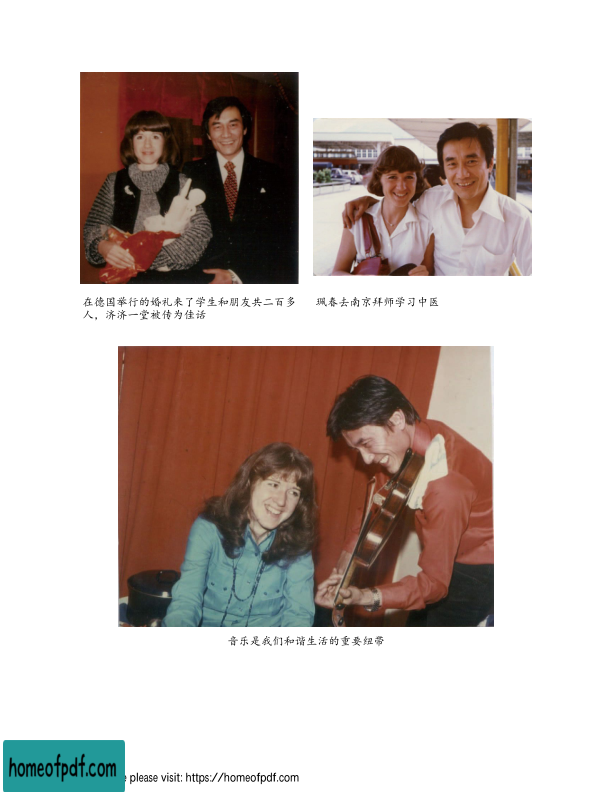 在德国举行的婚礼来了学生和朋友共二百多
人，济济一堂被传为佳话
珮春去南京拜师学习中医
音乐是我们和谐生活的重要纽带
homeofpdf.com
e please visit: https://homeofpdf.com